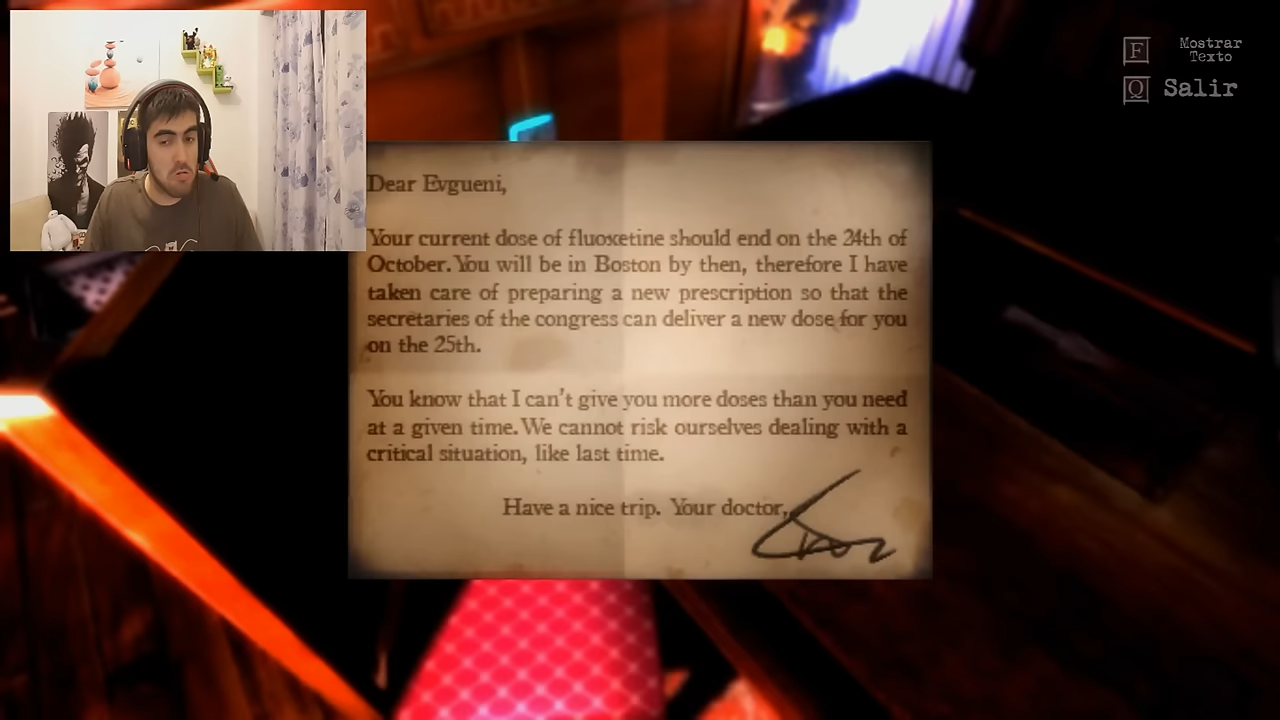 F Mostrar
Texto
Q Salir
Dear Evgueni,
Your current dose of fluoxetine should end on the 24th of
October. You will be in Boston by then, therefore I have
taken care of preparing a new prescription so that the
secretaries of the congress can deliver a new dose for you
on the 25th.
You know that I can't give you more doses than you need
at a given time. We cannot risk ourselves dealing with a
critical situation, like last time.
Have a nice trip. Your doctor,